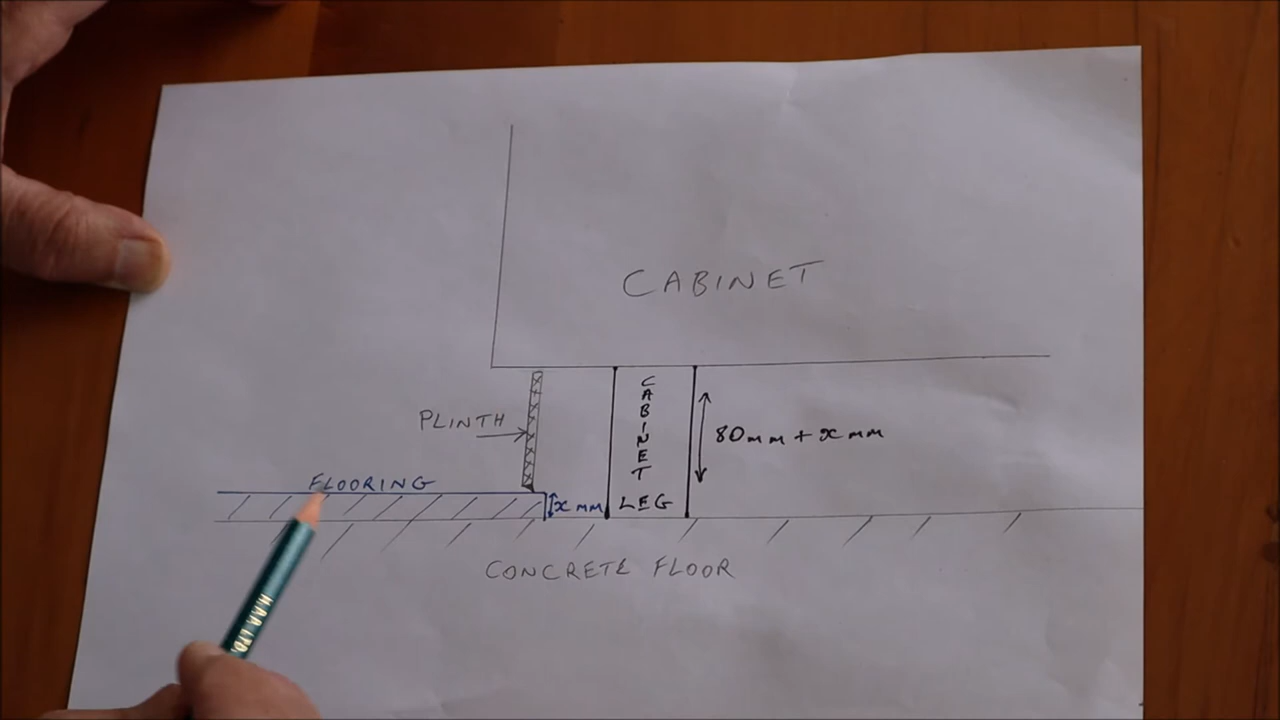 CABINET
CABINET
LEG
PLINTH
80mm + x mm
FLOORING
x mm
CONCRETE FLOOR